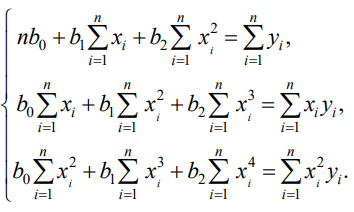 $nb_0 + b_1\sum_{i=1}^{n} x_i + b_2\sum_{i=1}^{n} x_i^2 = \sum_{i=1}^{n} y_i,$
$b_0\sum_{i=1}^{n} x_i + b_1\sum_{i=1}^{n} x_i^2 + b_2\sum_{i=1}^{n} x_i^3 = \sum_{i=1}^{n} x_i y_i,$
$b_0\sum_{i=1}^{n} x_i^2 + b_1\sum_{i=1}^{n} x_i^3 + b_2\sum_{i=1}^{n} x_i^4 = \sum_{i=1}^{n} x_i^2 y_i.$